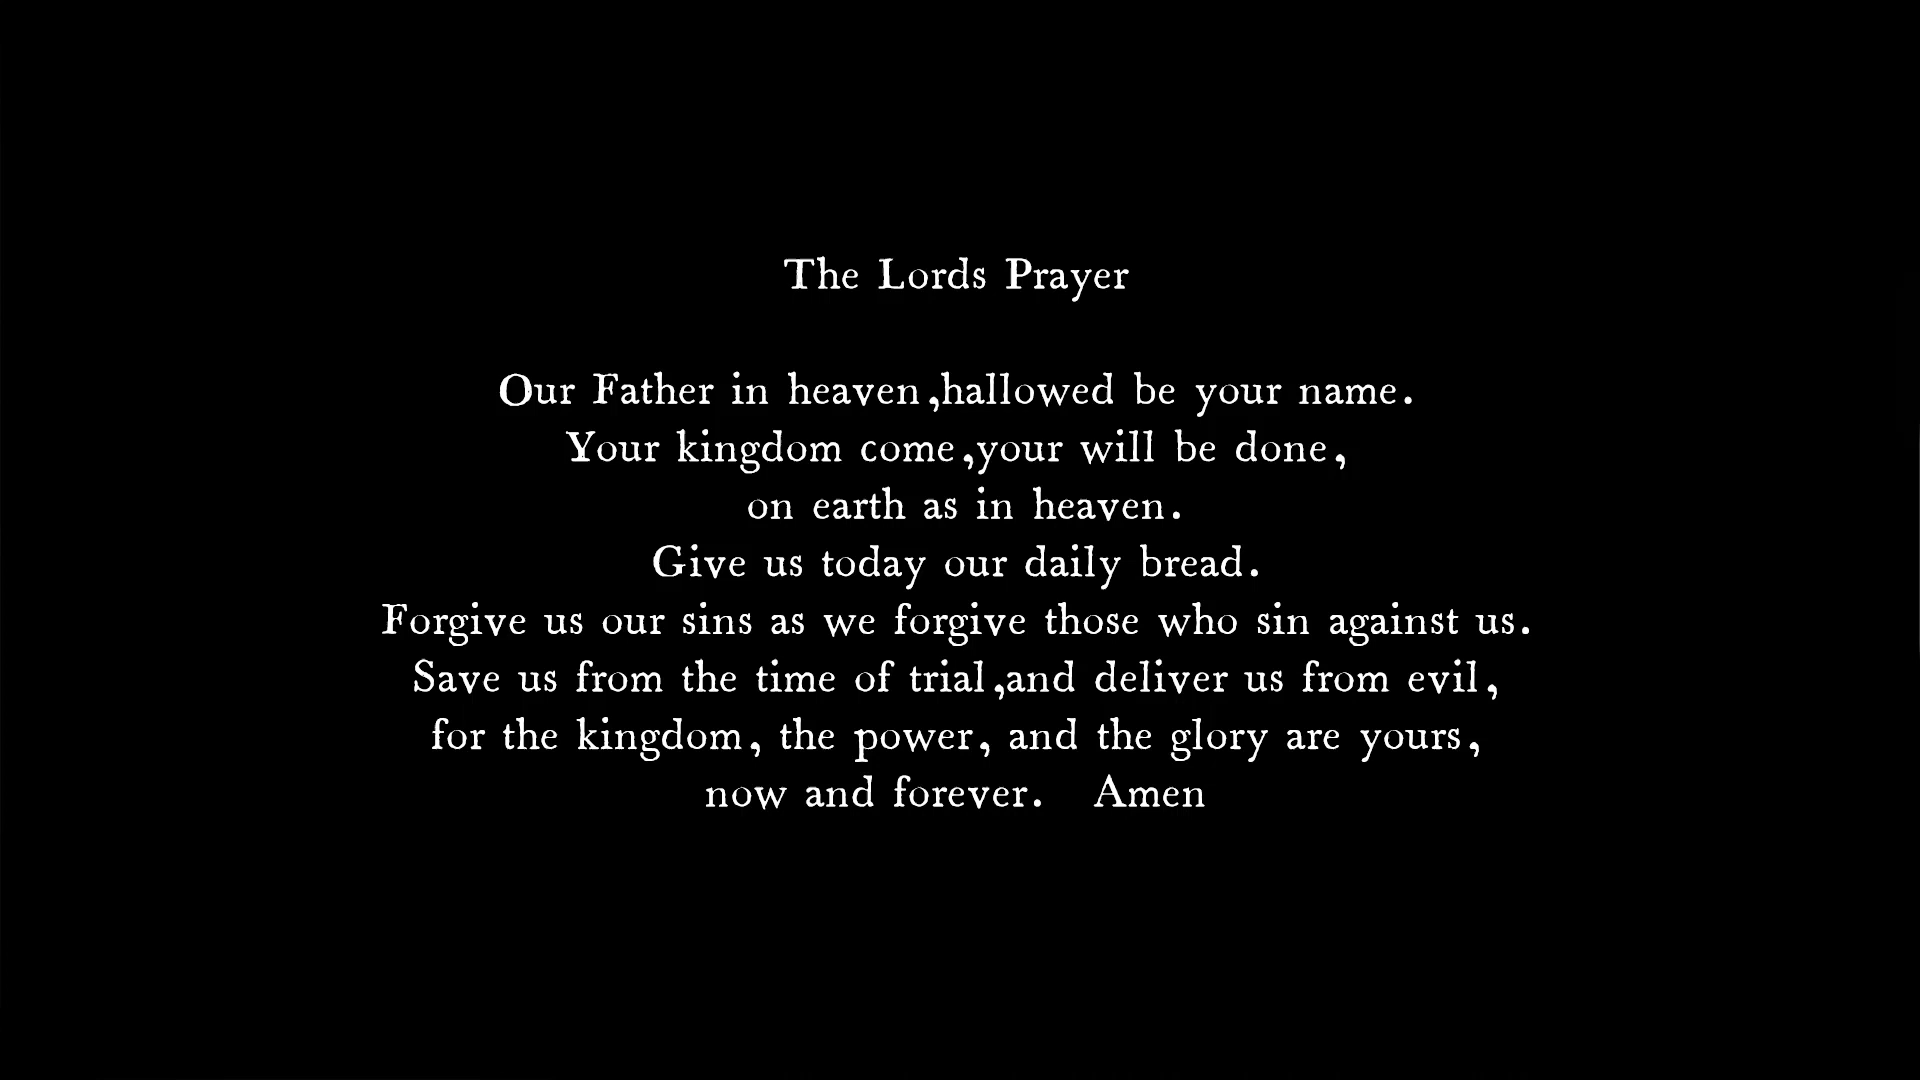 The Lords Prayer
Our Father in heaven,hallowed be your name.
Your kingdom come,your will be done,
on earth as in heaven.
Give us today our daily bread.
Forgive us our sins as we forgive those who sin against us.
Save us from the time of trial,and deliver us from evil,
for the kingdom, the power, and the glory are yours,
now and forever.  Amen